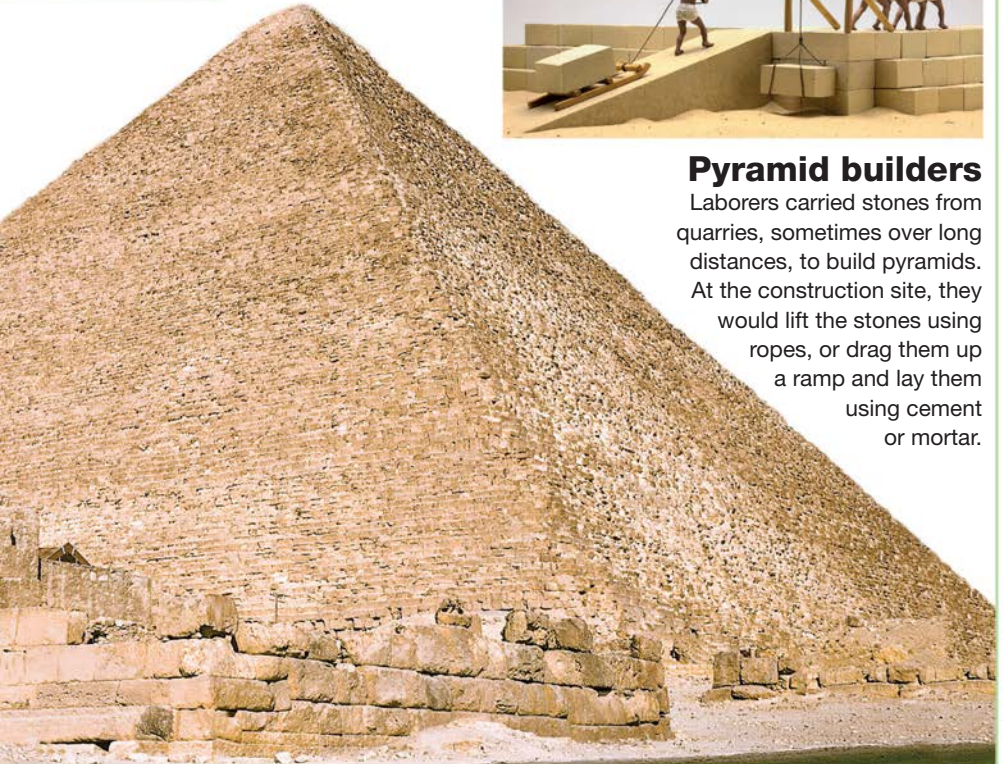 Pyramid builders
Laborers carried stones from
quarries, sometimes over long
distances, to build pyramids.
At the construction site, they
would lift the stones using
ropes, or drag them up
a ramp and lay them
using cement
or mortar.